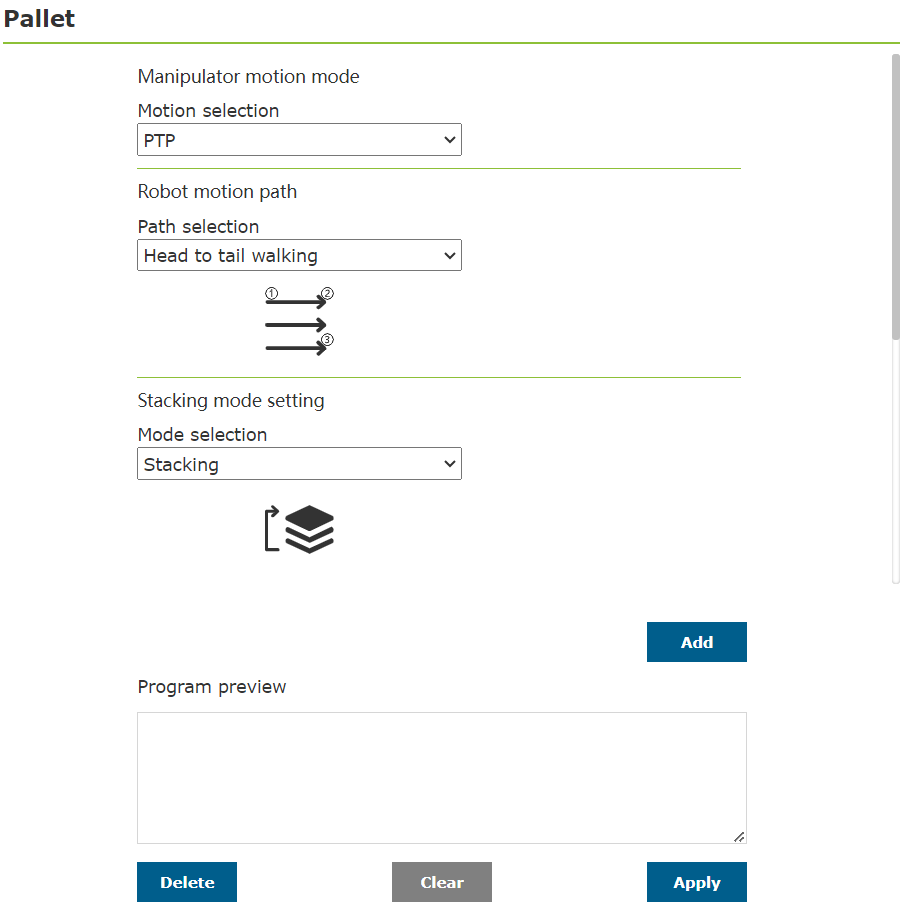 Pallet
Manipulator motion mode
Motion selection
PTP
Robot motion path
Path selection
Head to tail walking
① ②
③
Stacking mode setting
Mode selection
Stacking
Add
Program preview
Delete Clear Apply